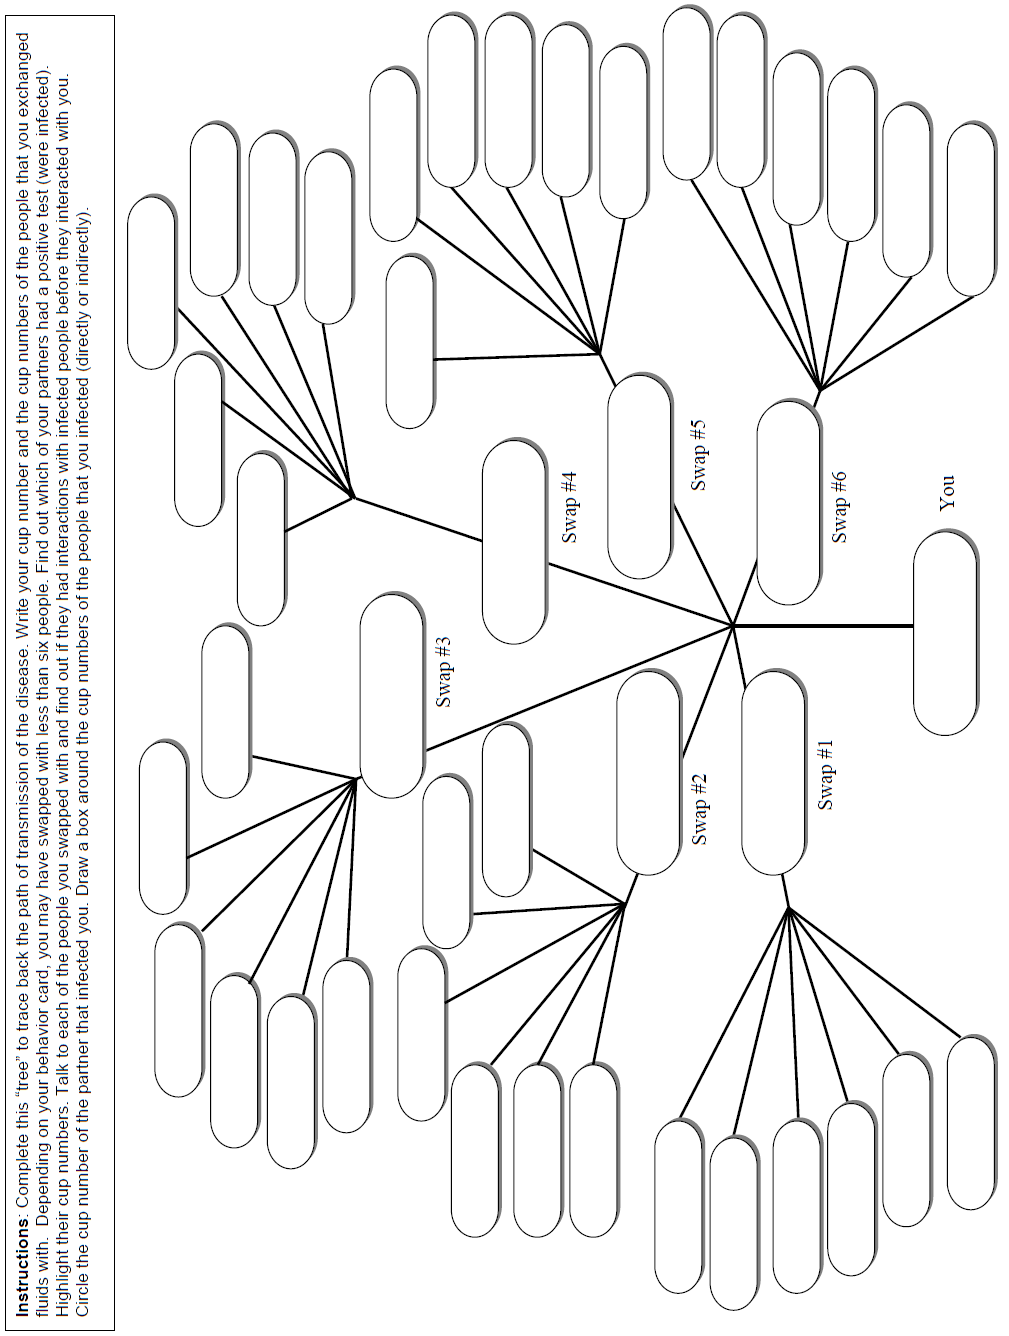 Instructions: Complete this “tree” to trace back the path of transmission of the disease. Write your cup number and the cup numbers of the people that you exchanged
fluids with.  Depending on your behavior card, you may have swapped with less than six people. Find out which of your partners had a positive test (were infected).
Highlight their cup numbers. Talk to each of the people you swapped with and find out if they had interactions with infected people before they interacted with you.
Circle the cup number of the partner that infected you. Draw a box around the cup numbers of the people that you infected (directly or indirectly).
Swap #3
Swap #4
Swap #2
Swap #5
Swap #1
Swap #6
You